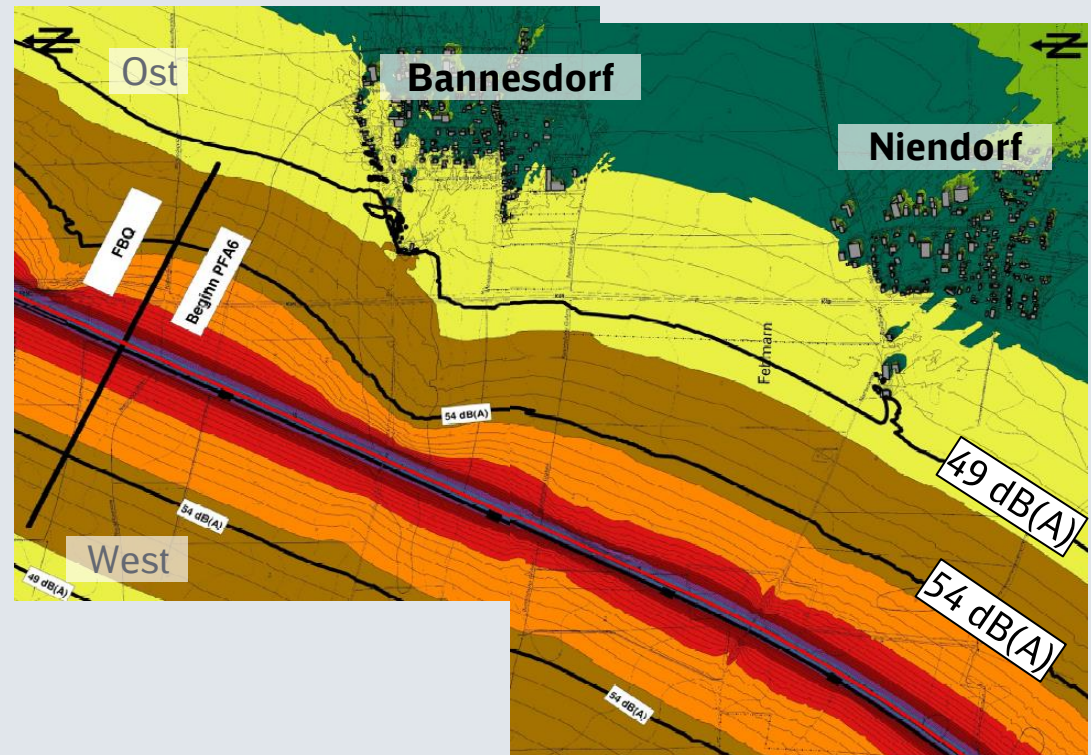 N
N
Ost
Bannesdorf
Niendorf
FBQ
Beginn PFA6
Fehmarn
54 dB(A)
49 dB(A)
54 dB(A)
West
49 dB(A)
54 dB(A)
54 dB(A)